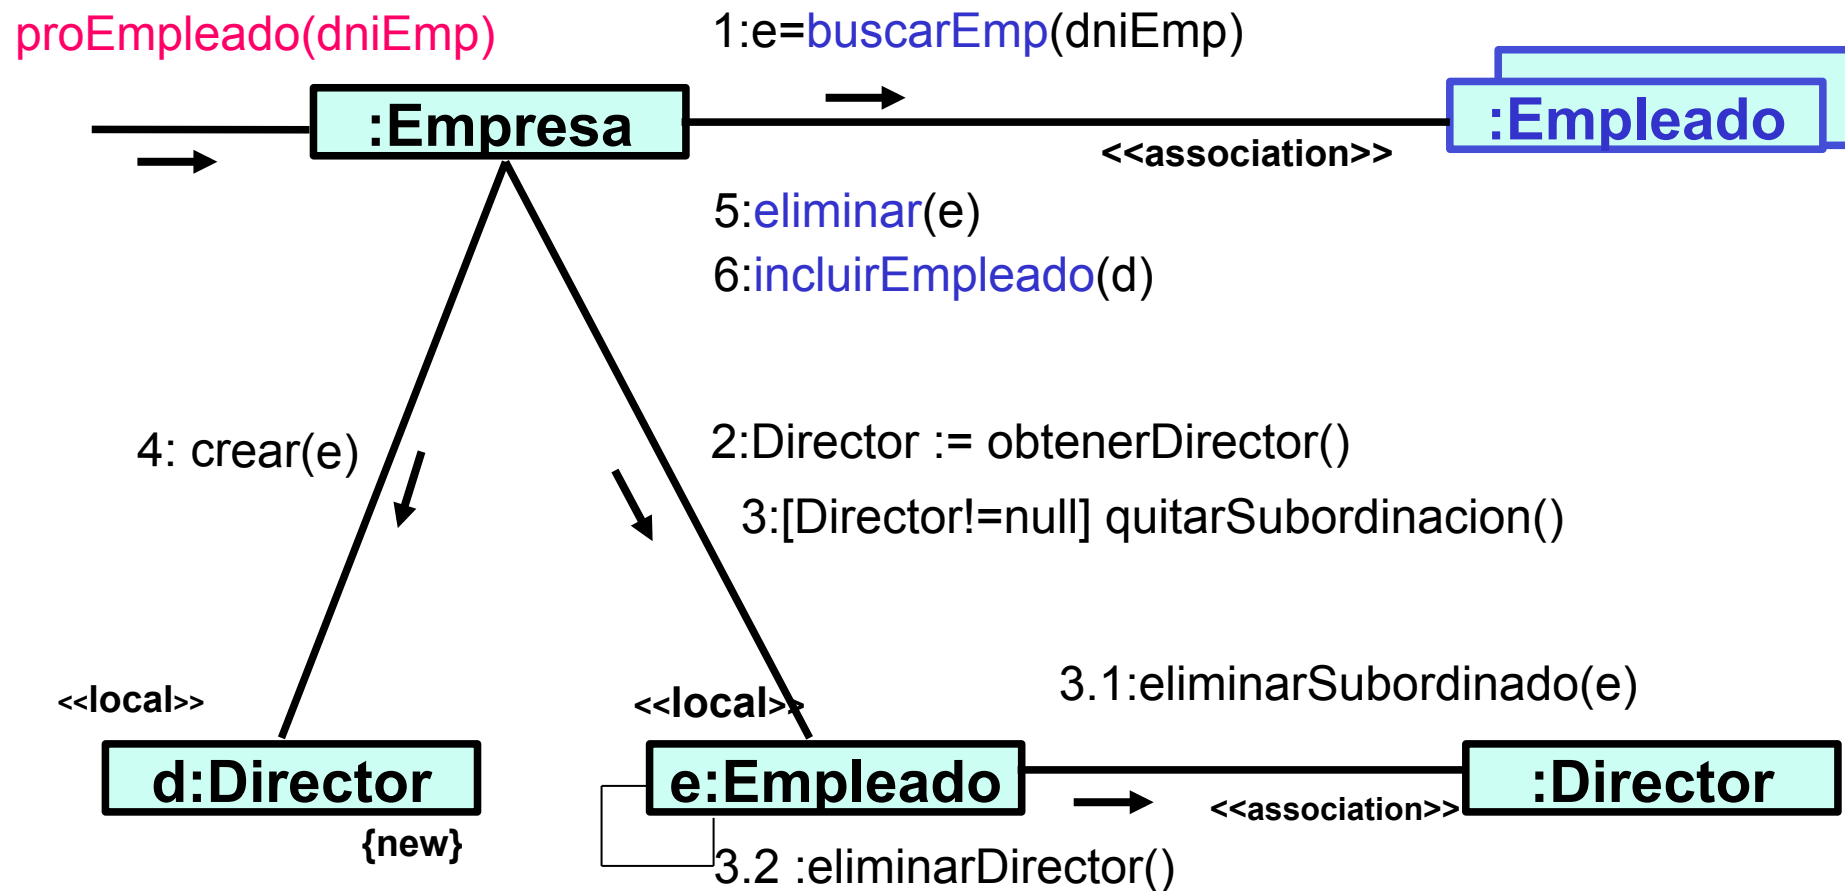 proEmpleado(dniEmp)
1:e=buscarEmp(dniEmp)
:Empresa
:Empleado
<<association>>
5:eliminar(e)
6:incluirEmpleado(d)
4: crear(e)
2:Director := obtenerDirector()
3:[Director!=null] quitarSubordinacion()
3.1:eliminarSubordinado(e)
<<local>>
<<local>>
d:Director
e:Empleado
:Director
<<association>>
{new}
3.2 :eliminarDirector()